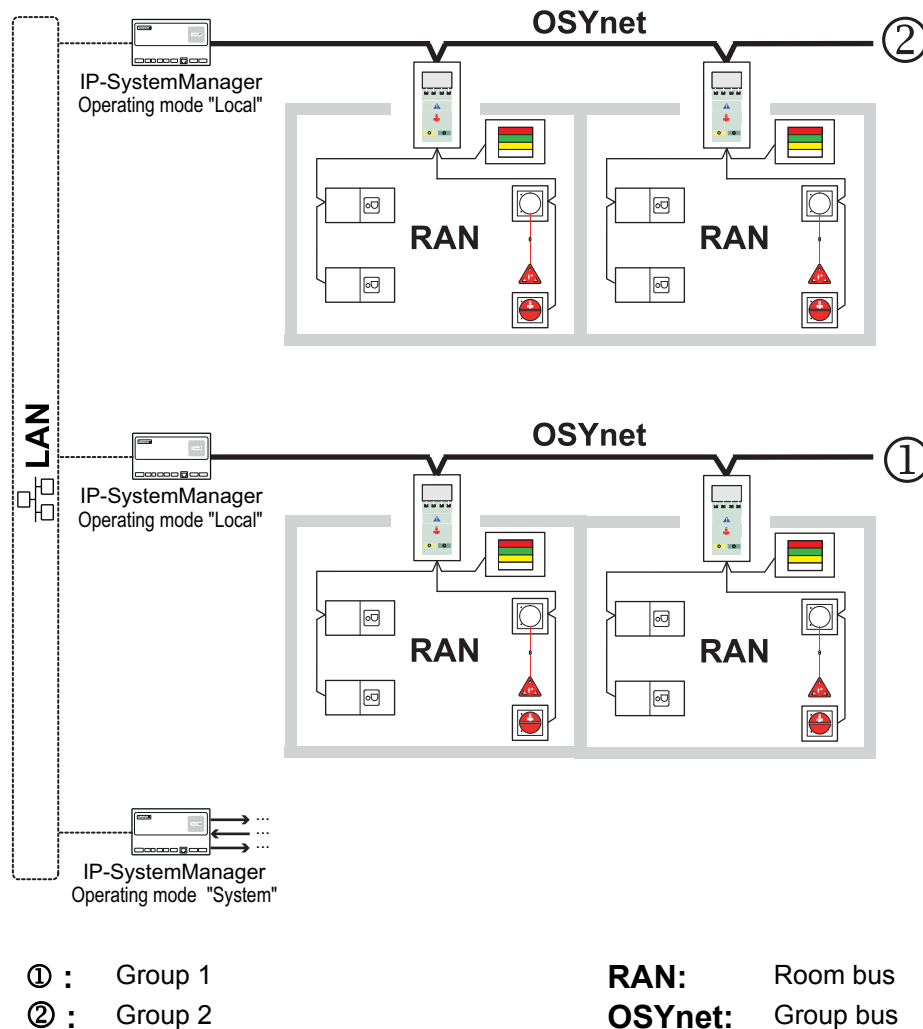 OSYnet
②
IP-SystemManager
Operating mode "Local"
RAN
RAN
LAN
OSYnet
①
IP-SystemManager
Operating mode "Local"
RAN
RAN
...
...
...
IP-SystemManager
Operating mode "System"
① : Group 1
② : Group 2
RAN: Room bus
OSYnet: Group bus